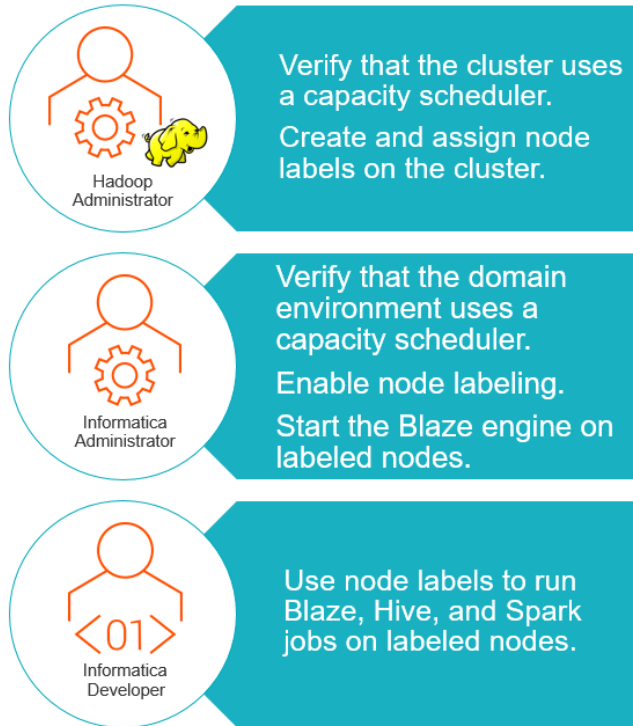 Hadoop
Administrator
Verify that the cluster uses
a capacity scheduler.
Create and assign node
labels on the cluster.
Informatica
Administrator
Verify that the domain
environment uses a
capacity scheduler.
Enable node labeling.
Start the Blaze engine on
labeled nodes.
<01>
Informatica
Developer
Use node labels to run
Blaze, Hive, and Spark
jobs on labeled nodes.